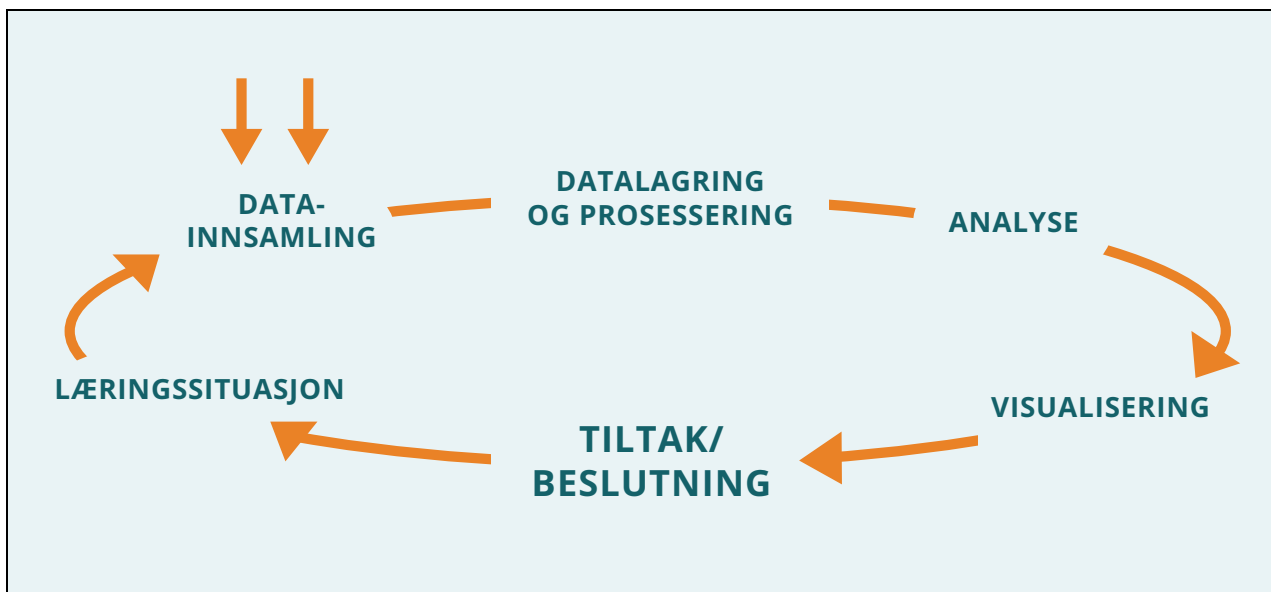 DATA-
INNSAMLING
DATALAGRING
OG PROSESSERING
ANALYSE
VISUALISERING
TILTAK/
BESLUTNING
LÆRINGSSITUASJON